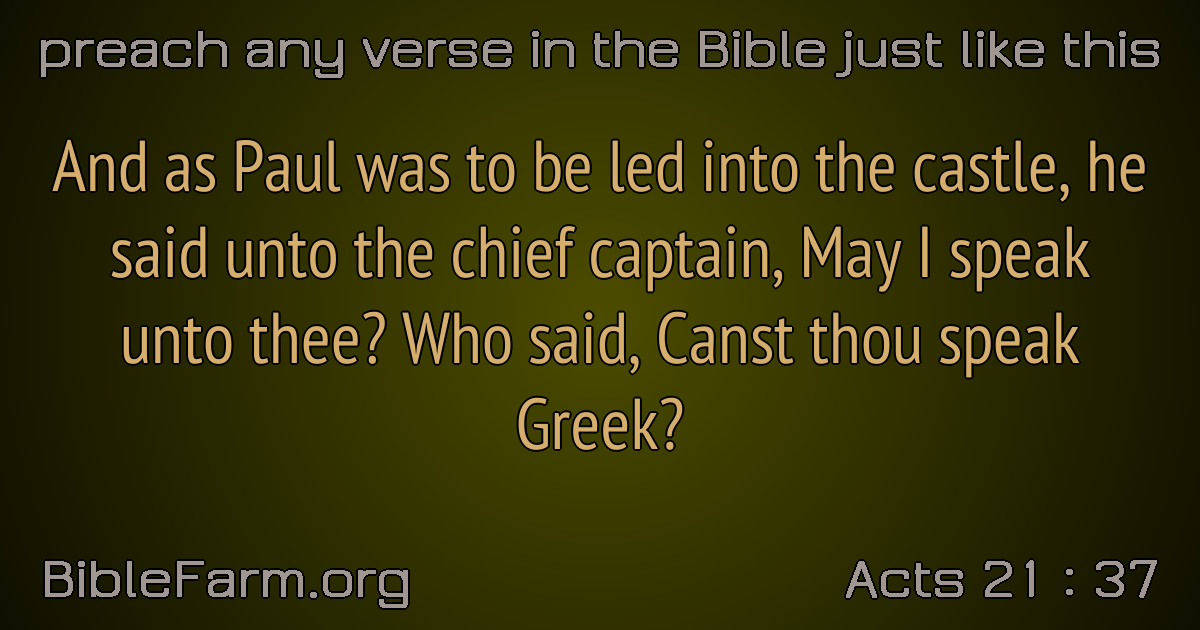 preach any verse in the Bible just like this
And as Paul was to be led into the castle, he
said unto the chief captain, May I speak
unto thee? Who said, Canst thou speak
Greek?
BibleFarm.org
Acts 21 : 37